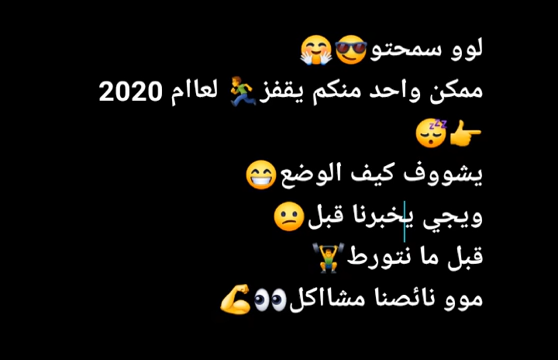 لوو سمحتو😎🤗
ممكن واحد منكم يقفز🏃‍♂️ لعاام 2020
👉😴
يشووف كيف الوضع😁
ويجي يخبرنا قبل😕
قبل ما نتورط🏋️‍♂️
موو نائصنا مشااكل👀💪